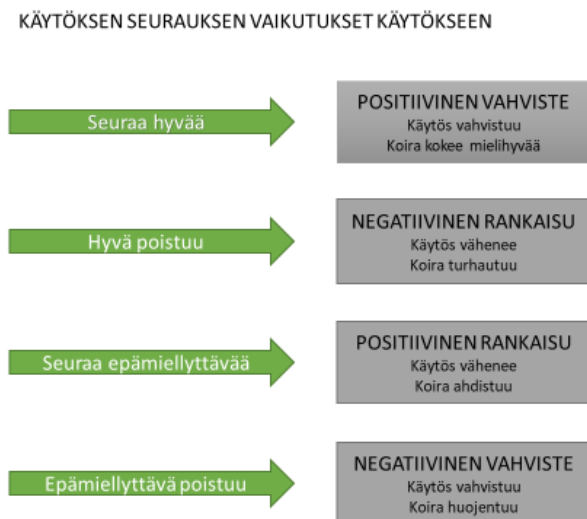 KÄYTÖKSEN SEURAUKSEN VAIKUTUKSET KÄYTÖKSEEN
Seuraa hyvää
POSITIIVINEN VAHVISTE
Käytös vahvistuu
Koira kokee mielihyvää
Hyvä poistuu
NEGATIIVINEN RANKAISU
Käytös vähenee
Koira turhautuu
Seuraa epämiellyttävää
POSITIIVINEN RANKAISU
Käytös vähenee
Koira ahdistuu
Epämiellyttävä poistuu
NEGATIIVINEN VAHVISTE
Käytös vahvistuu
Koira huojentuu